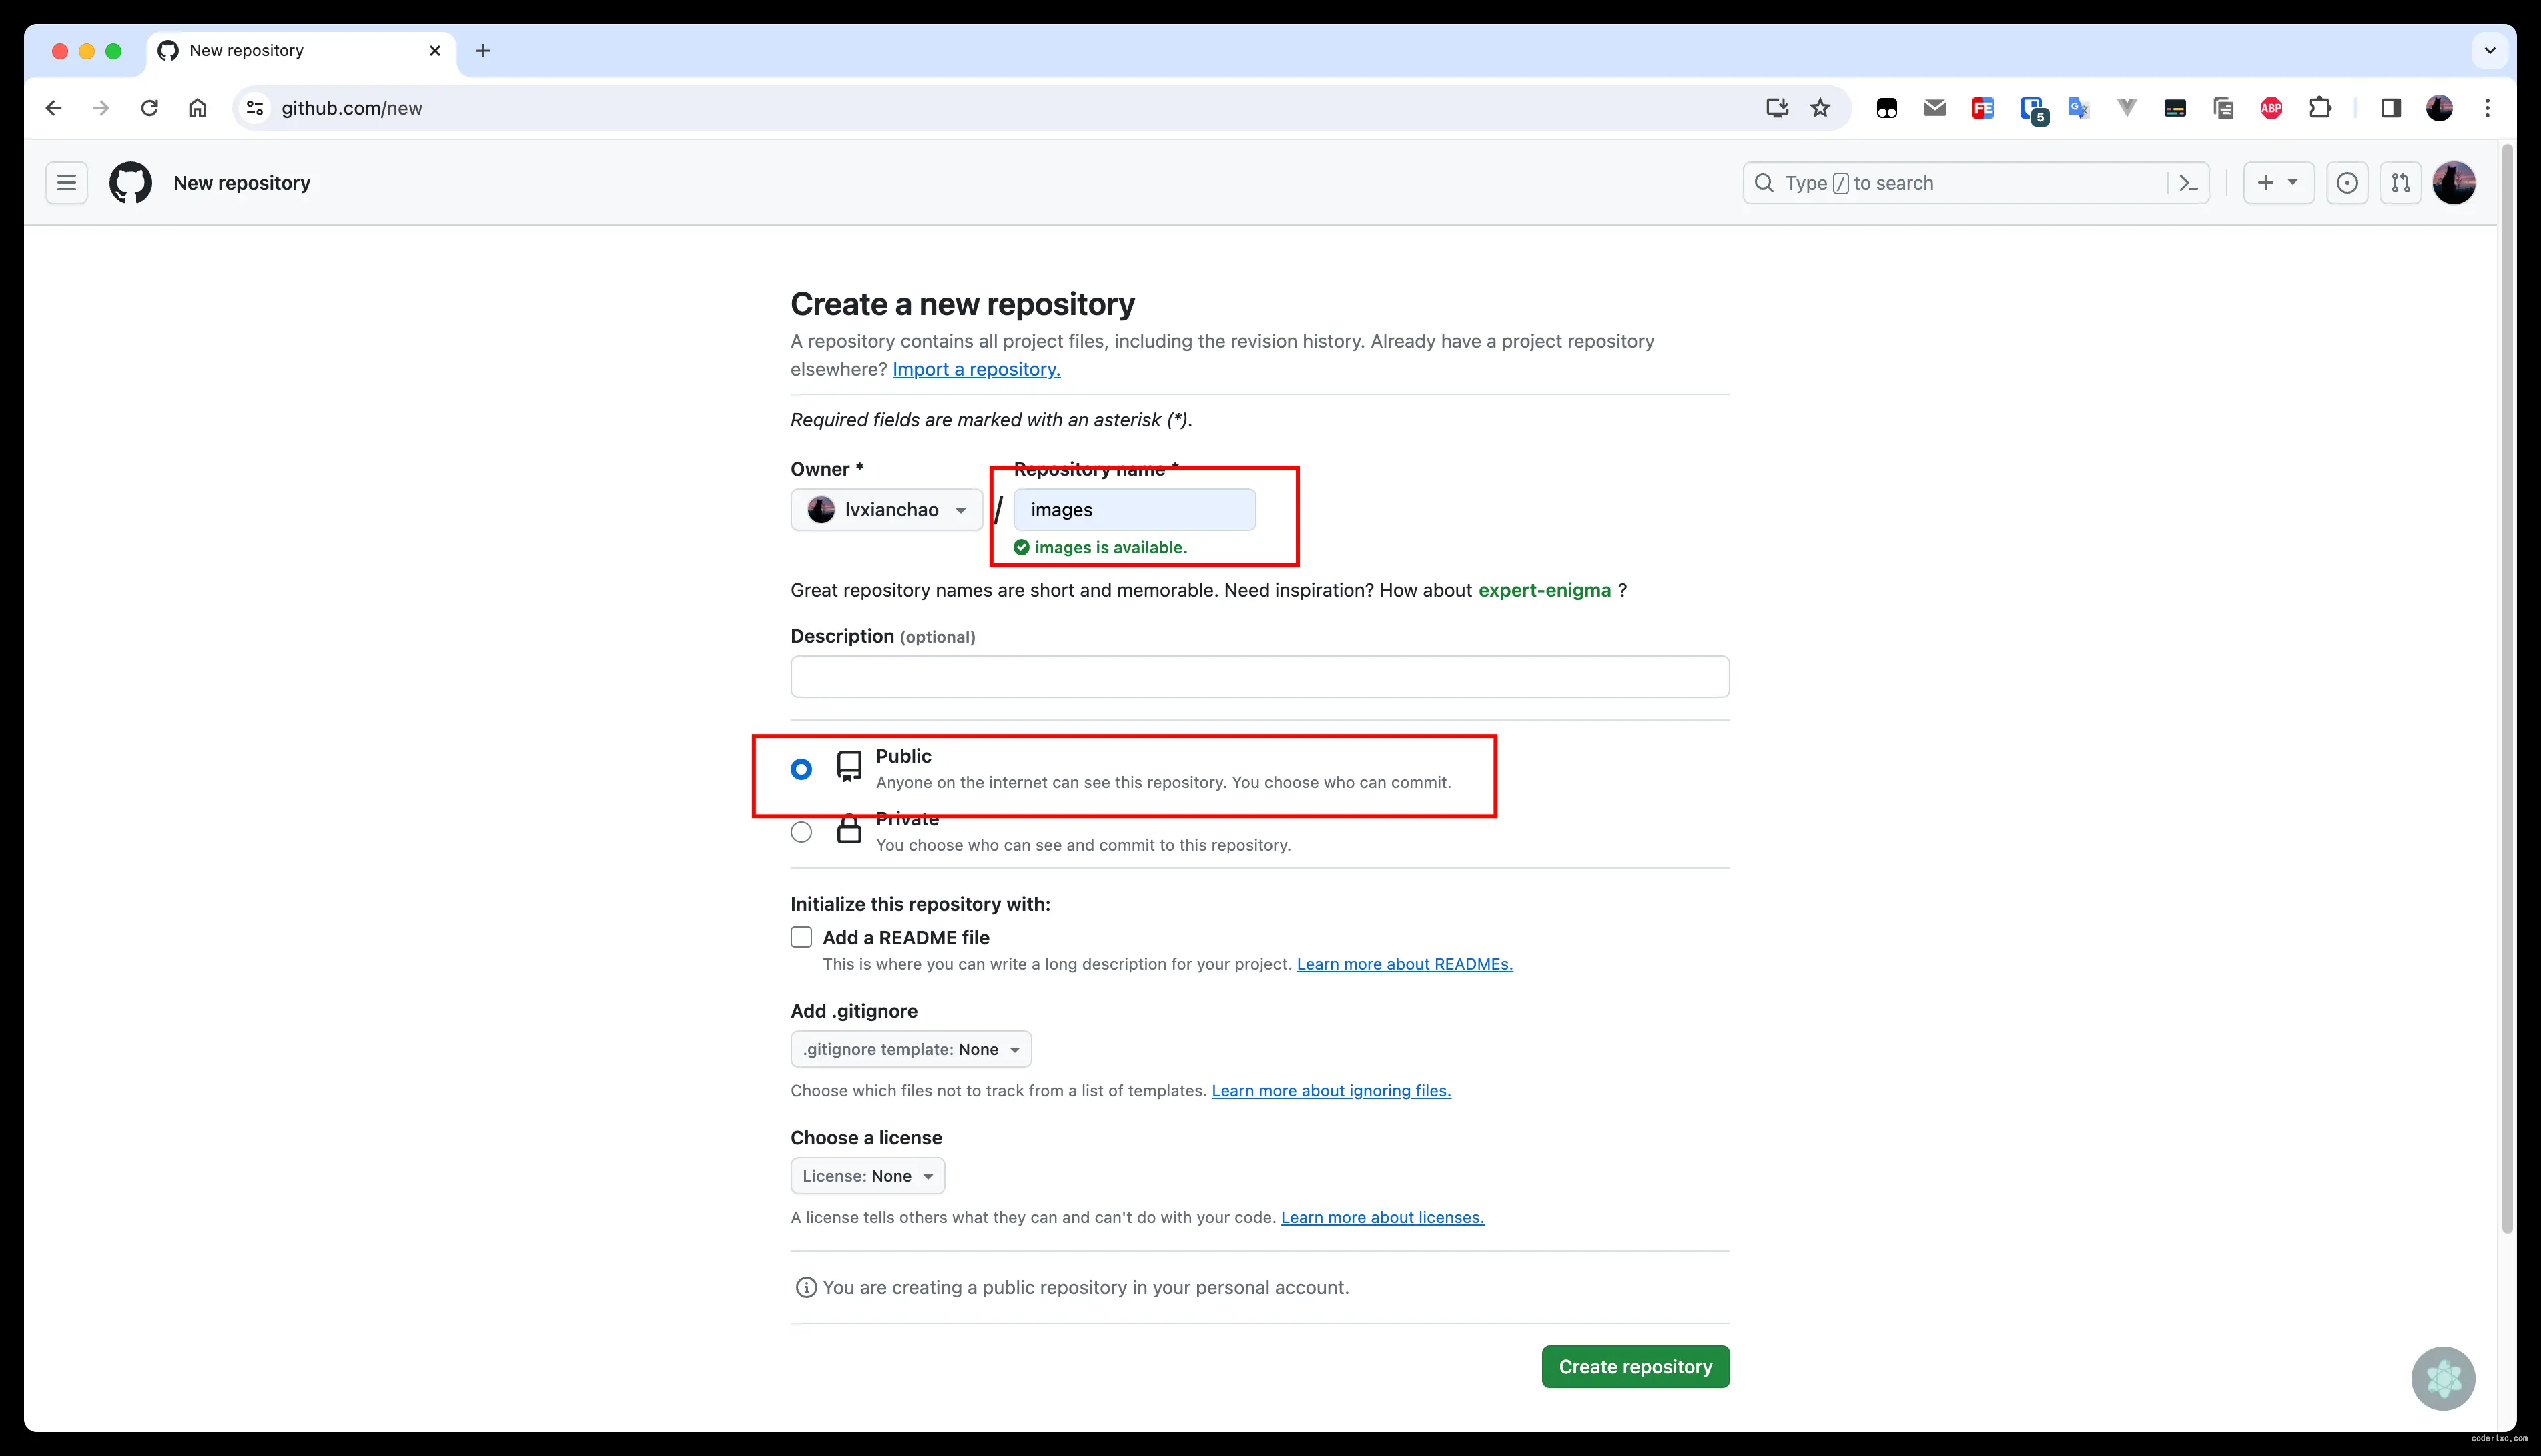 New repository
github.com/new
FE
5
G
ABP
New repository
Type / to search
Create a new repository
A repository contains all project files, including the revision history. Already have a project repository
elsewhere? Import a repository.
Required fields are marked with an asterisk (*).
Owner *
Repository name *
lvxianchao
/
images
images is available.
Great repository names are short and memorable. Need inspiration? How about expert-enigma ?
Description (optional)
Public
Anyone on the internet can see this repository. You choose who can commit.
Private
You choose who can see and commit to this repository.
Initialize this repository with:
Add a README file
This is where you can write a long description for your project. Learn more about READMEs.
Add .gitignore
.gitignore template: None
Choose which files not to track from a list of templates. Learn more about ignoring files.
Choose a license
License: None
A license tells others what they can and can't do with your code. Learn more about licenses.
You are creating a public repository in your personal account.
Create repository
coderlxc.com